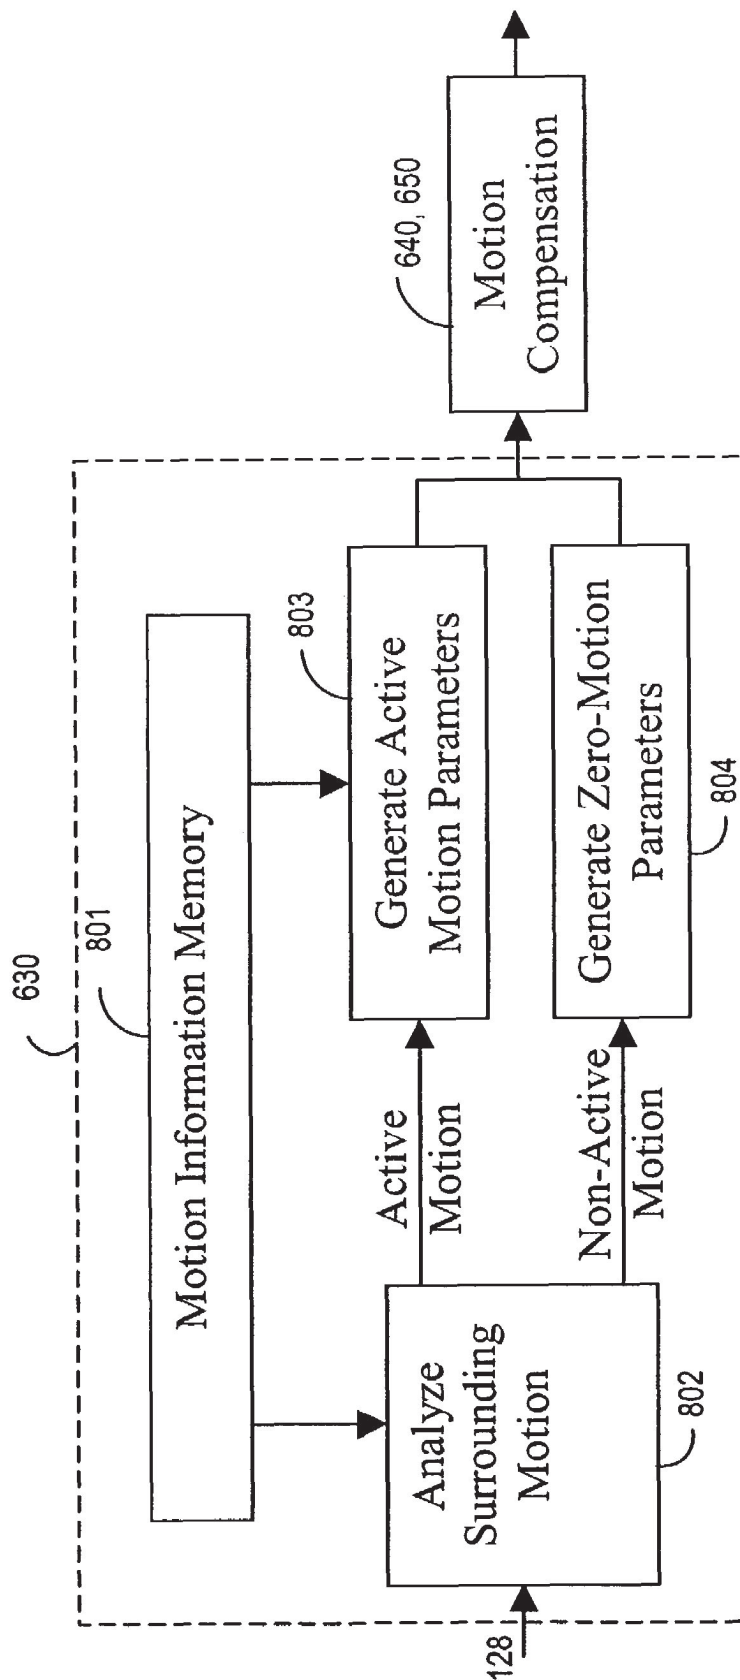 630
801
Motion Information Memory
128
Analyze
Surrounding
Motion
802
Active
Motion
Non-Active
Motion
803
Generate Active
Motion Parameters
Generate Zero-Motion
Parameters
804
640, 650
Motion
Compensation